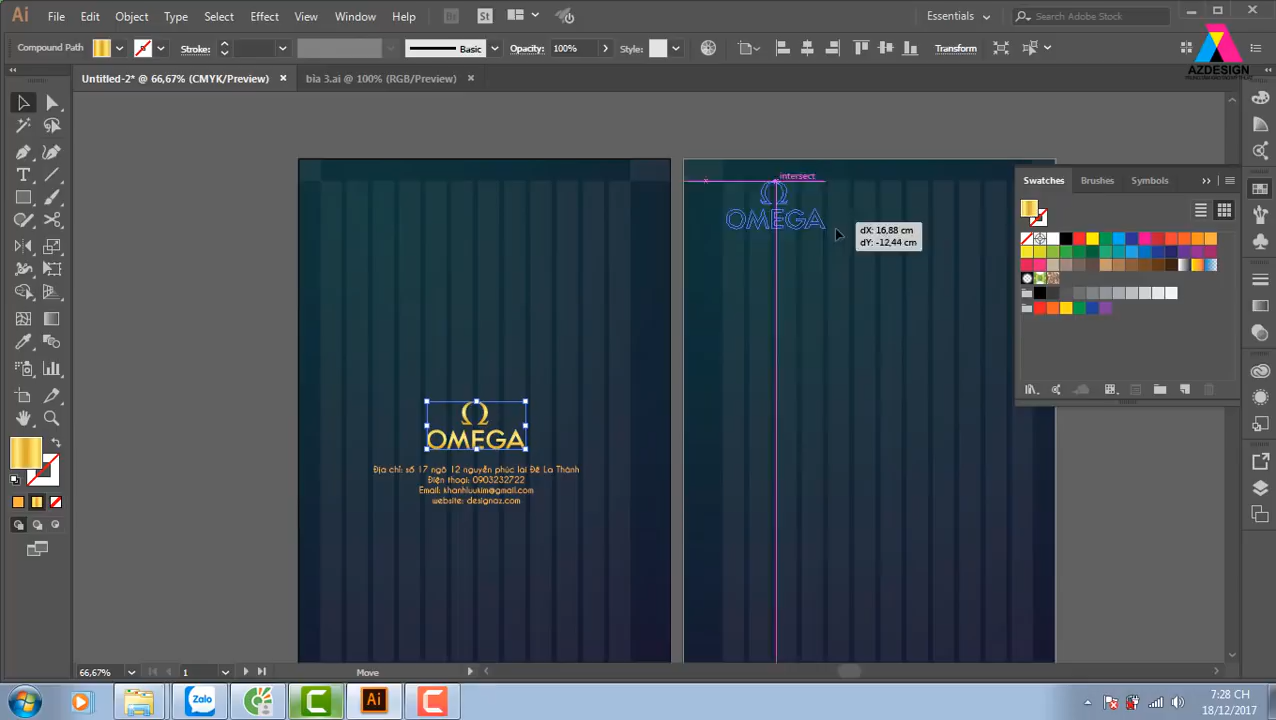 Ai
File Edit Object Type Select Effect View Window Help
Br
St
Essentials
Search Adobe Stock
Compound Path
Stroke:
Basic
Opacity: 100%
Style:
Transform
AZDESIGN
Untitled-2* @ 66,67% (CMYK/Preview)
bia 3.ai @ 100% (RGB/Preview)
intersect
Ω
OMEGA
dX: 16,88 cm
dY: -12,44 cm
Swatches
Brushes
Symbols
Ω
OMEGA
Địa chỉ: số 17 ngõ 12 nguyễn phúc lai Đê La Thành
Điện thoại: 0903232722
Email: khanhluukim@gmail.com
website: designaz.com
66,67%
1
Move
Zalo
C
Ai
C
7:28 CH
18/12/2017